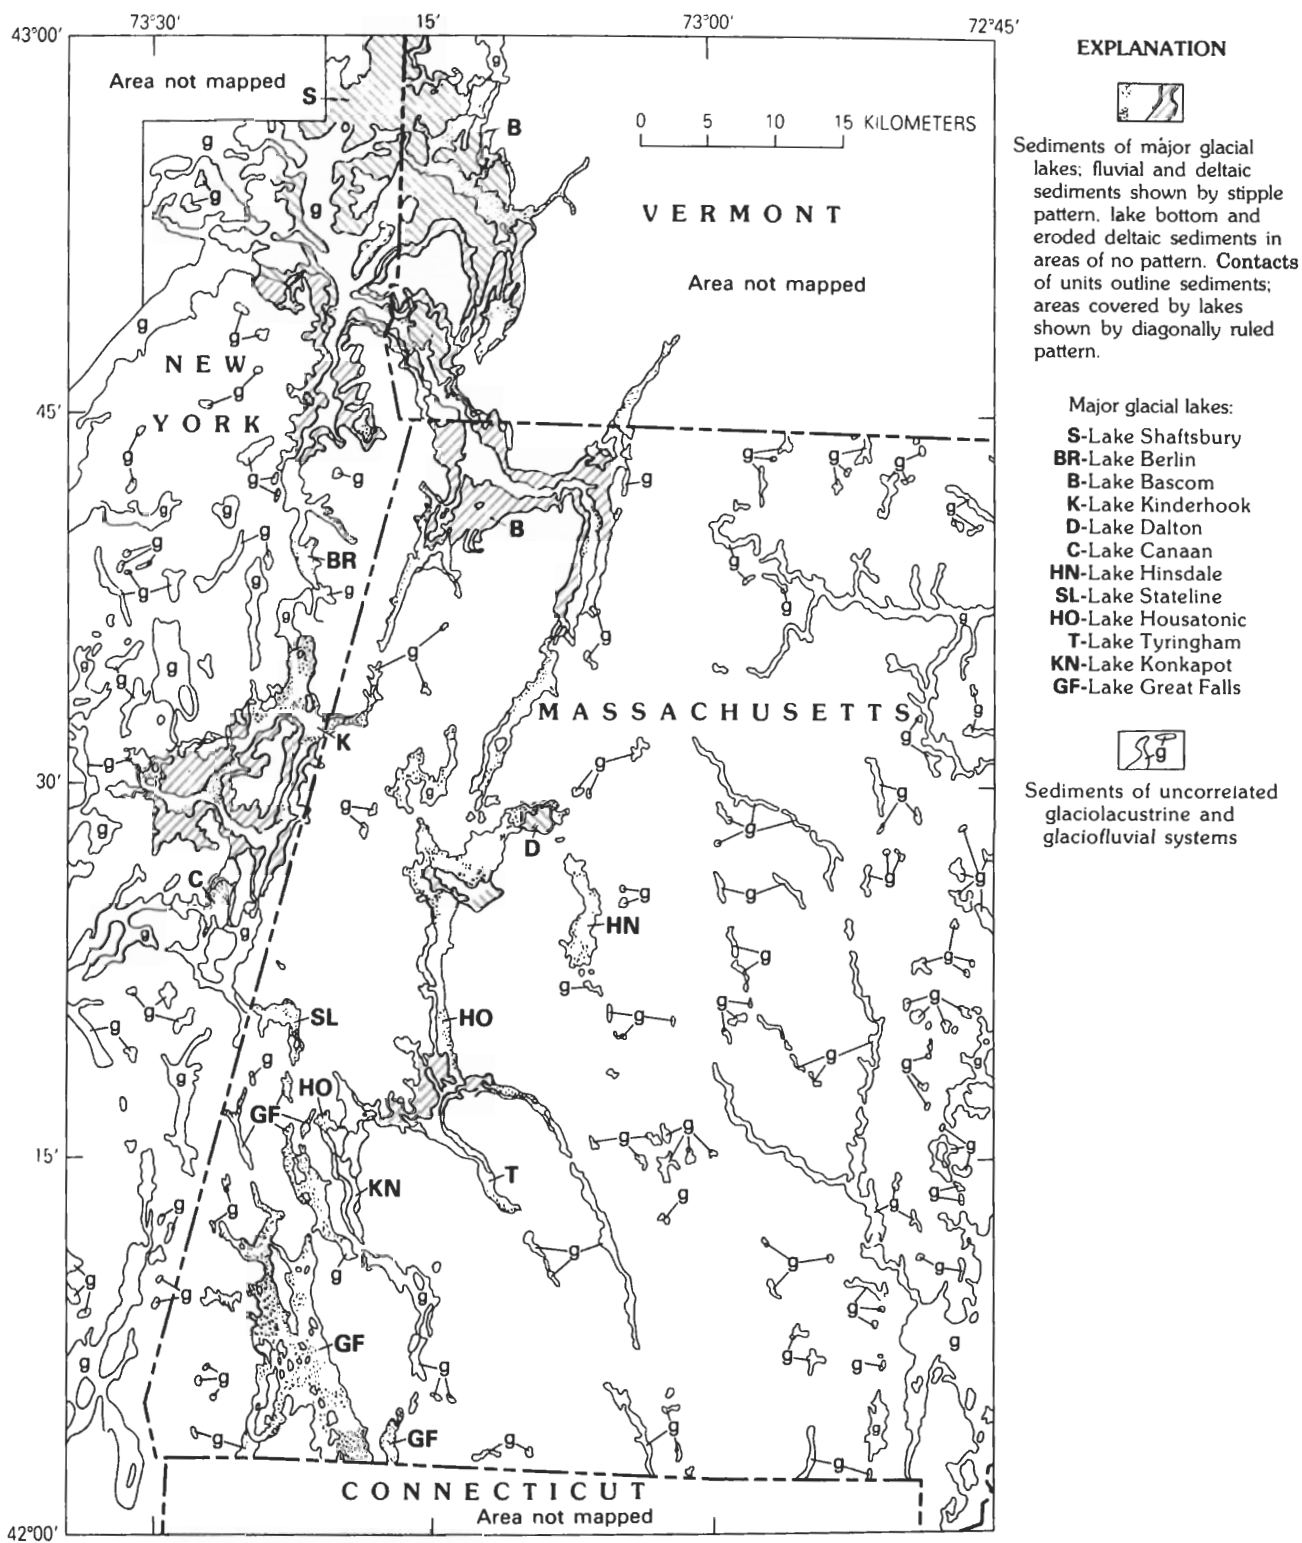 73°30′ 15′ 73°00′ 72°45′
43°00′
Area not mapped
S
g
B
0 5 10 15 KILOMETERS
g
g
g
VERMONT
Area not mapped
g
g
NEW
g
YORK
45′
g
g
g
g
g
g
g
g
g
g
B
g
g
BR
g
g
g
g
g
g
g
g
g
g
g
g
g
MASSACHUSETTS
g
g
K
g
g
30′
g
g
g
g
g
g
D
C
g
g
g
g
HN
g
g
g
g
g
g
g
g
g
SL
HO
g
g
g
g
g
g
g
HO
GF
g
g
g
15′
KN
T
g
g
g
g
g
g
g
g
g
g
g
g
g
g
GF
g
g
g
g
g
g
g
g
GF
g
g
g
g
CONNECTICUT
Area not mapped
42°00′
EXPLANATION
Sediments of major glacial
lakes; fluvial and deltaic
sediments shown by stipple
pattern, lake bottom and
eroded deltaic sediments in
areas of no pattern. Contacts
of units outline sediments;
areas covered by lakes
shown by diagonally ruled
pattern.
Major glacial lakes:
S-Lake Shaftsbury
BR-Lake Berlin
B-Lake Bascom
K-Lake Kinderhook
D-Lake Dalton
C-Lake Canaan
HN-Lake Hinsdale
SL-Lake Stateline
HO-Lake Housatonic
T-Lake Tyringham
KN-Lake Konkapot
GF-Lake Great Falls
g
Sediments of uncorrelated
glaciolacustrine and
glaciofluvial systems